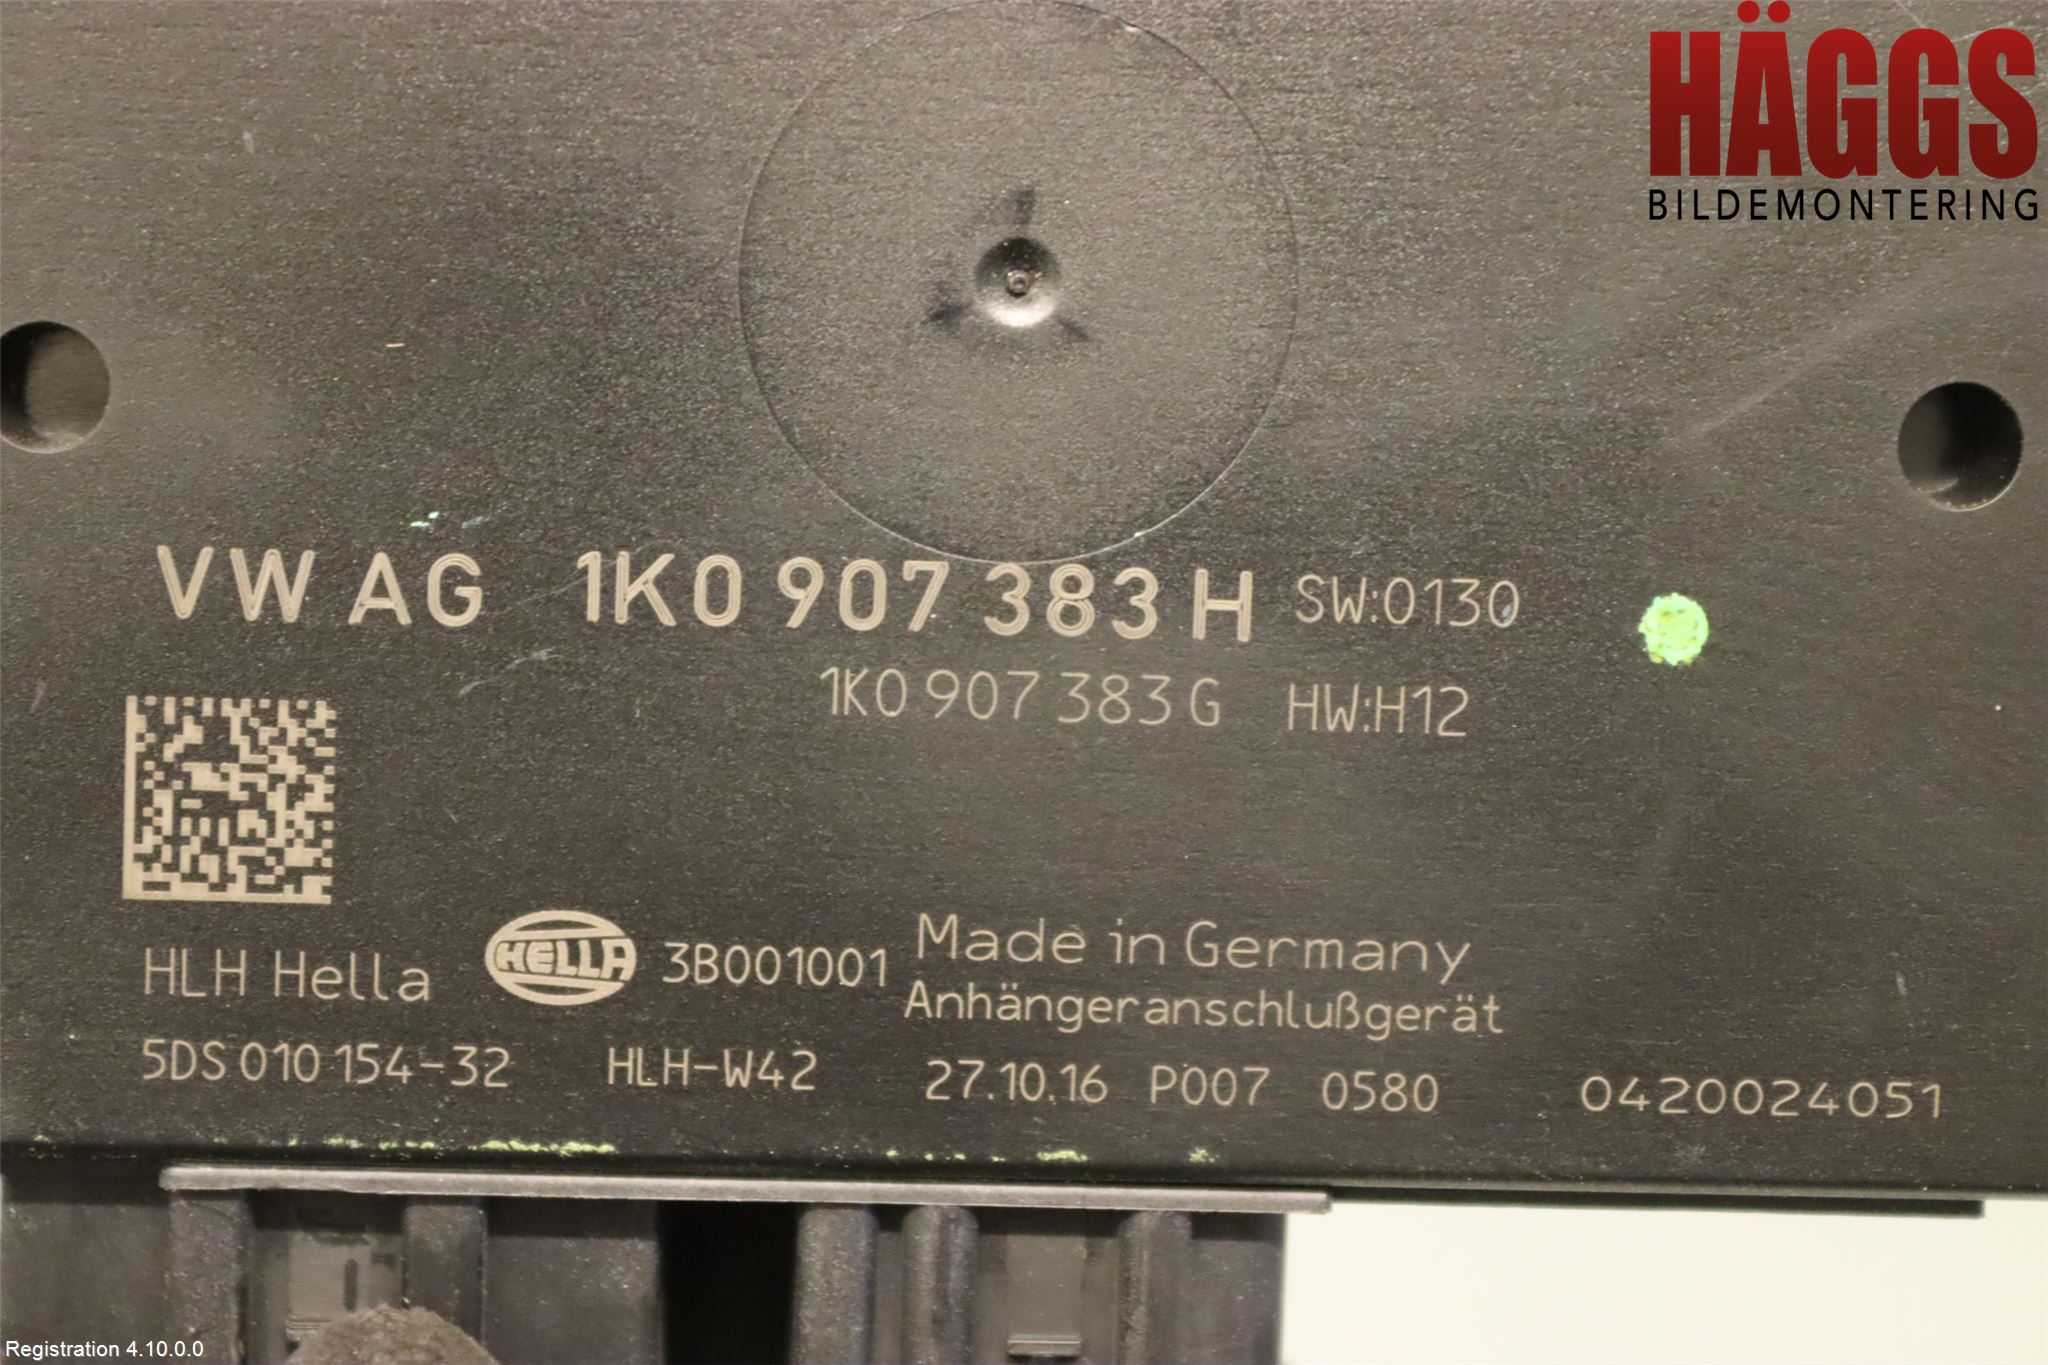 HÄGGS
BILDEMONTERING
VW AG 1K0 907 383 H SW:0130
1K0 907 383 G HW:H12
HLH Hella HELLA 3B001001 Made in Germany
Anhängeranschlußgerät
5DS 010 154-32 HLH-W42 27.10.16 P007 0580 0420024051
Registration 4.10.0.0